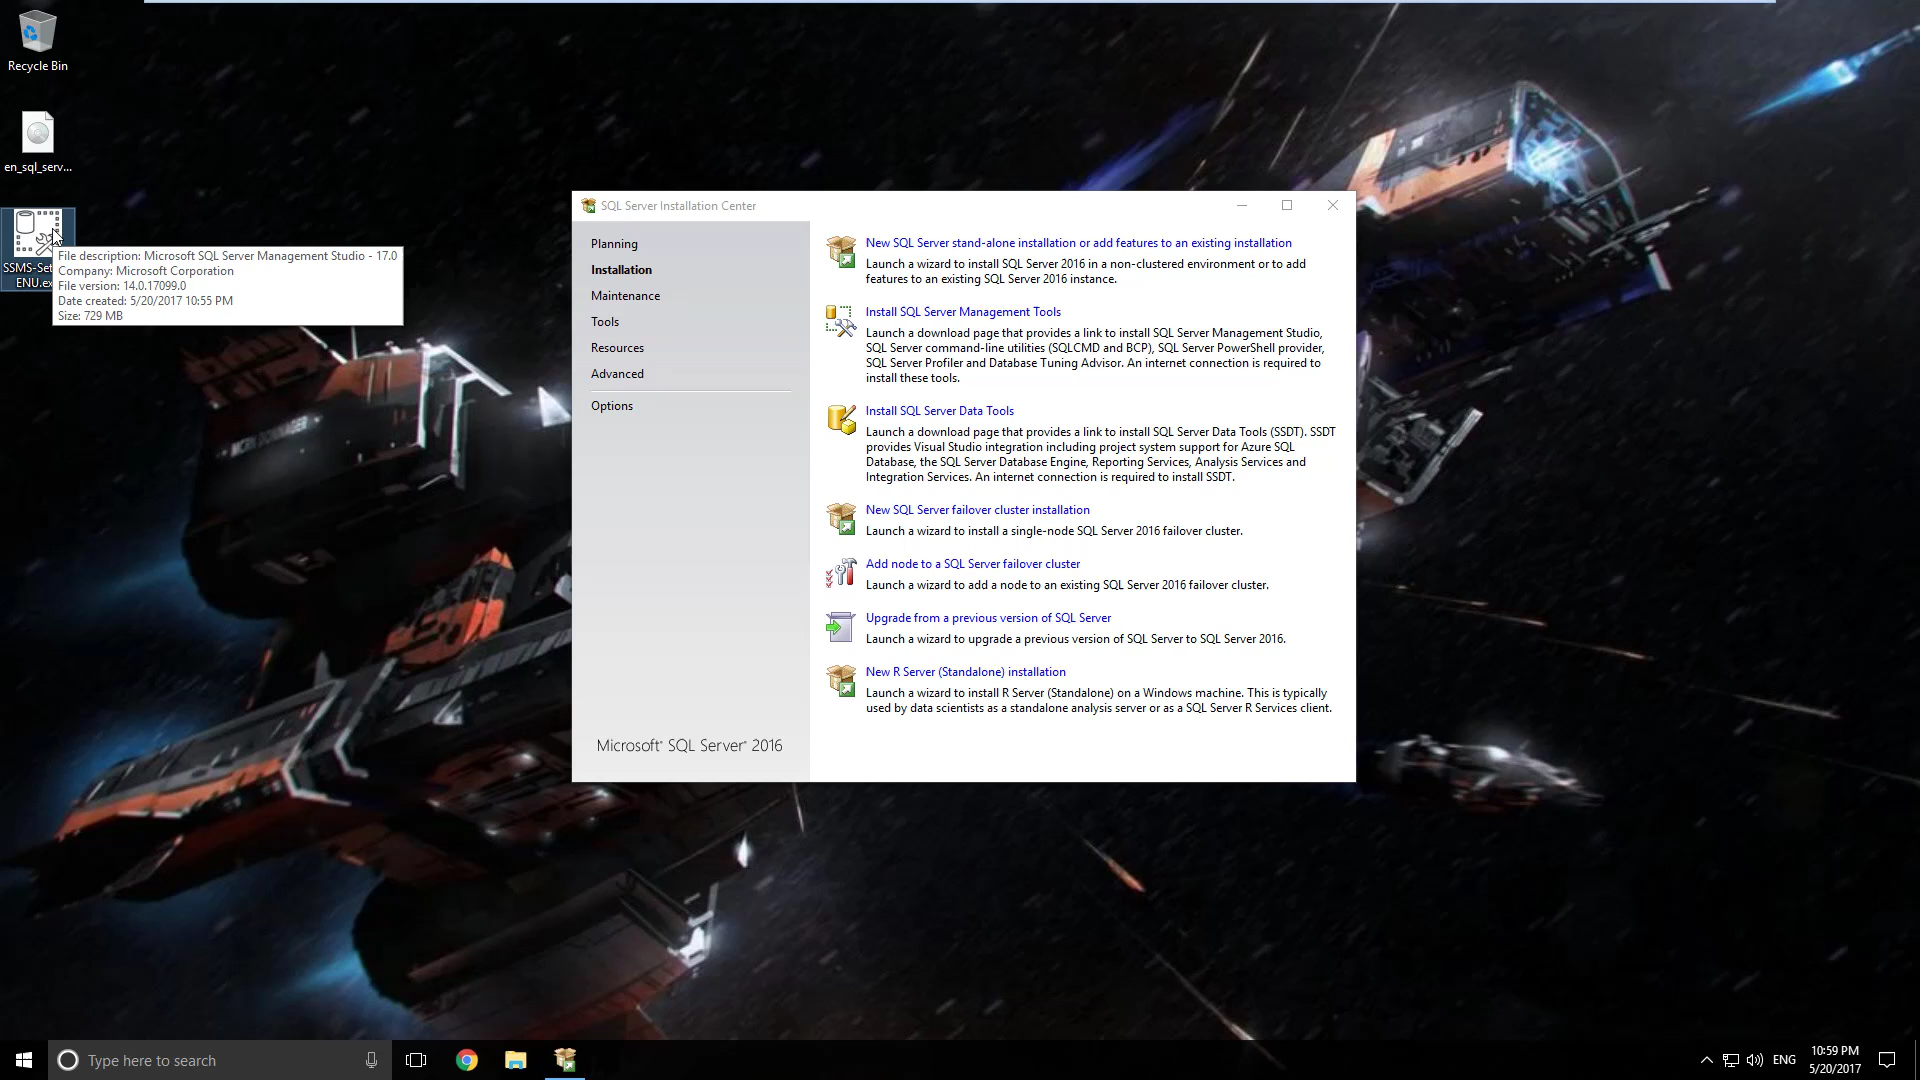 Recycle Bin
en_sql_serv...
SSMS-Set
ENU.ex
File description: Microsoft SQL Server Management Studio - 17.0
Company: Microsoft Corporation
File version: 14.0.17099.0
Date created: 5/20/2017 10:55 PM
Size: 729 MB
SQL Server Installation Center
Planning
Installation
Maintenance
Tools
Resources
Advanced
Options
Microsoft® SQL Server® 2016
New SQL Server stand-alone installation or add features to an existing installation
Launch a wizard to install SQL Server 2016 in a non-clustered environment or to add
features to an existing SQL Server 2016 instance.
Install SQL Server Management Tools
Launch a download page that provides a link to install SQL Server Management Studio,
SQL Server command-line utilities (SQLCMD and BCP), SQL Server PowerShell provider,
SQL Server Profiler and Database Tuning Advisor. An internet connection is required to
install these tools.
Install SQL Server Data Tools
Launch a download page that provides a link to install SQL Server Data Tools (SSDT). SSDT
provides Visual Studio integration including project system support for Azure SQL
Database, the SQL Server Database Engine, Reporting Services, Analysis Services and
Integration Services. An internet connection is required to install SSDT.
New SQL Server failover cluster installation
Launch a wizard to install a single-node SQL Server 2016 failover cluster.
Add node to a SQL Server failover cluster
Launch a wizard to add a node to an existing SQL Server 2016 failover cluster.
Upgrade from a previous version of SQL Server
Launch a wizard to upgrade a previous version of SQL Server to SQL Server 2016.
New R Server (Standalone) installation
Launch a wizard to install R Server (Standalone) on a Windows machine. This is typically
used by data scientists as a standalone analysis server or as a SQL Server R Services client.
MCRN DONNAGER
Type here to search
ENG
10:59 PM
5/20/2017